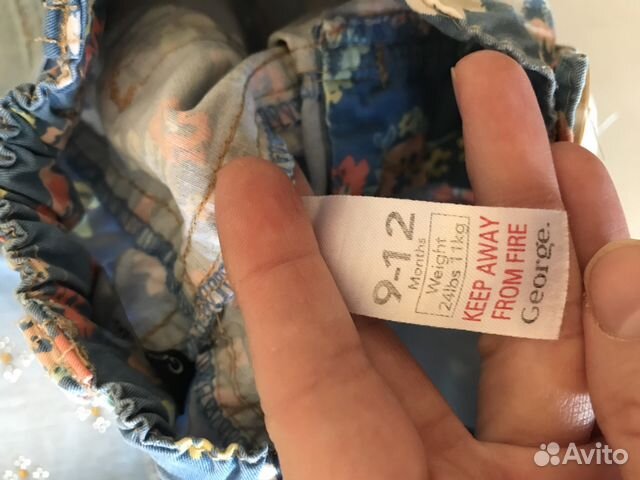 9-12
Months
Weight
24lbs 11kg
KEEP AWAY
FROM FIRE
George.
Avito